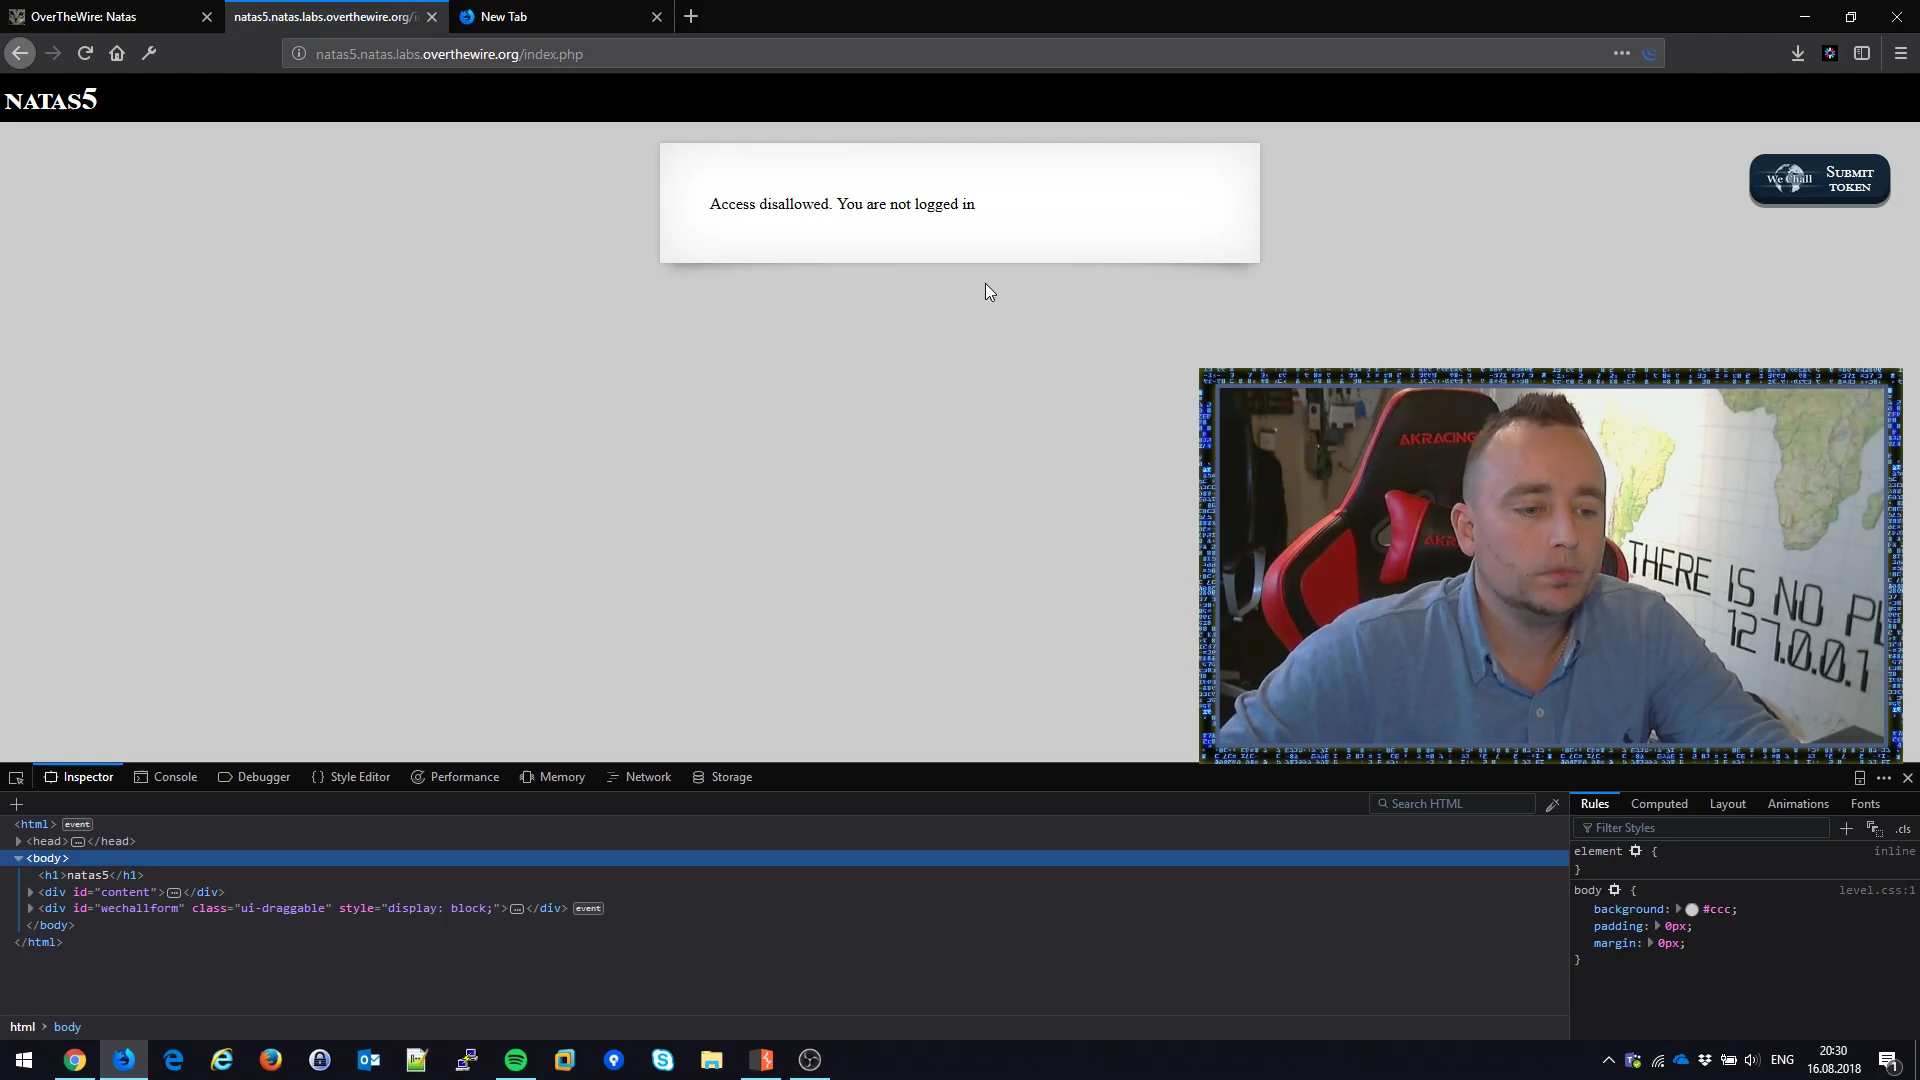 OverTheWire: Natas
natas5.natas.labs.overthewire.org/i
New Tab
natas5.natas.labs.overthewire.org/index.php
NATAS5
Access disallowed. You are not logged in
We Chall
SUBMIT TOKEN
AKRACING
THERE IS NO
127.0.0.1
Inspector Console Debugger Style Editor Performance Memory Network Storage
Search HTML
<html> event
<head> </head>
<body>
<h1>natas5</h1>
<div id="content"> </div>
<div id="wechallform" class="ui-draggable" style="display: block;"> </div> event
</body>
</html>
html > body
Rules Computed Layout Animations Fonts
Filter Styles + .cls
element { inline
}
body { level.css:1
background: #ccc;
padding: 0px;
margin: 0px;
}
ENG
20:30
16.08.2018
1